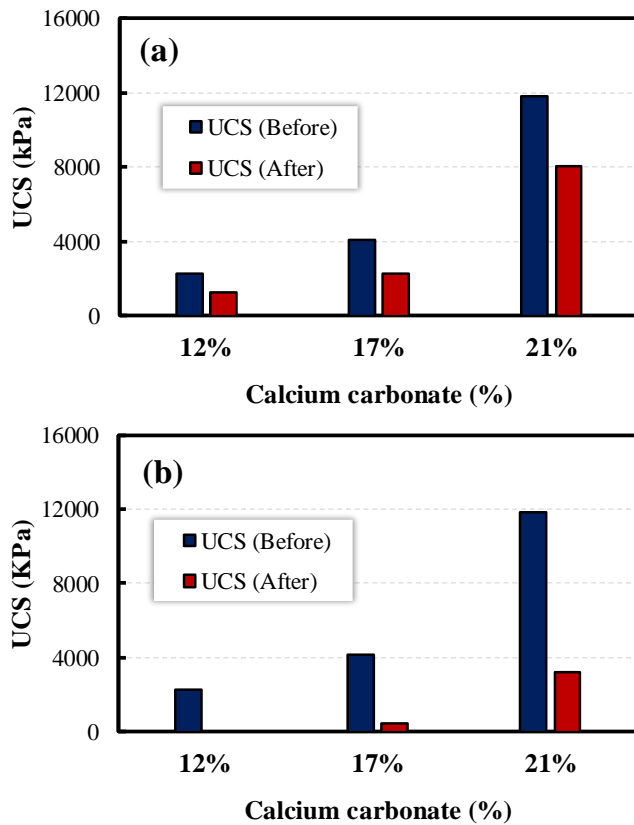 (a)
16000
12000
8000
4000
0
UCS (kPa)
UCS (Before)
UCS (After)
12% 17% 21%
Calcium carbonate (%)
(b)
16000
12000
8000
4000
0
UCS (KPa)
UCS (Before)
UCS (After)
12% 17% 21%
Calcium carbonate (%)